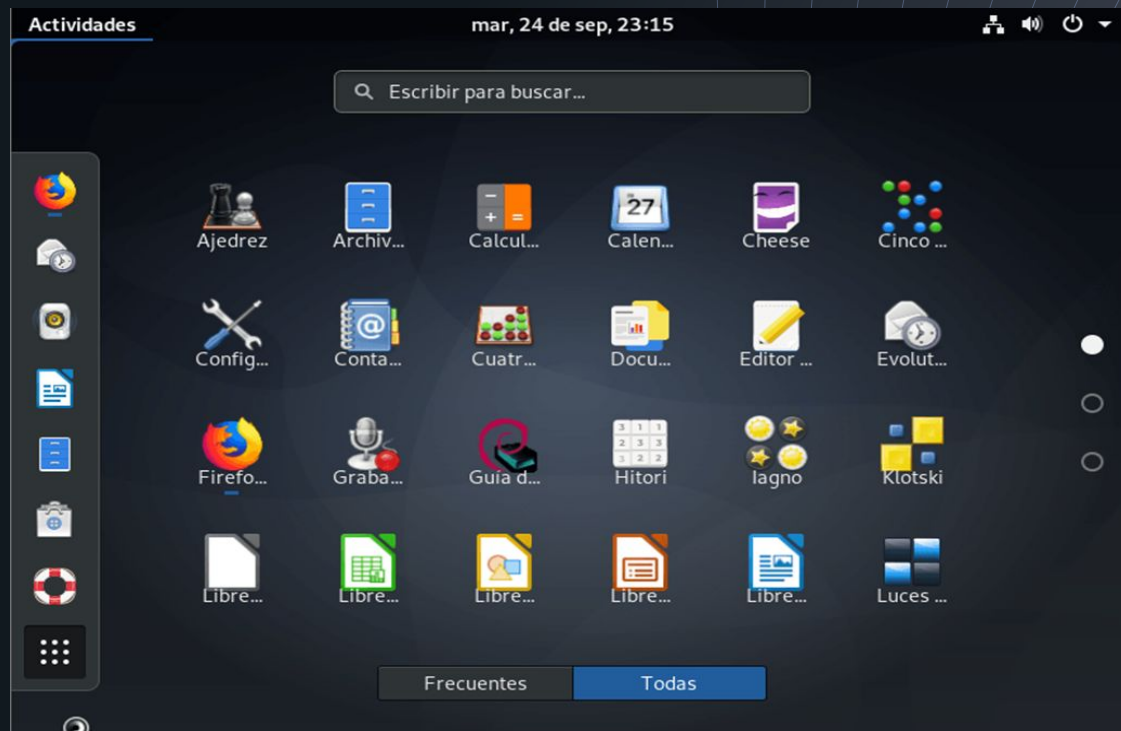 Actividades
mar, 24 de sep, 23:15
Escribir para buscar...
Ajedrez
Archiv...
Calcul...
Calen...
Cheese
Cinco ...
Config...
Conta...
Cuatr...
Docu...
Editor ...
Evolut...
Firefo...
Graba...
Guía d...
Hitori
Iagno
Klotski
Libre...
Libre...
Libre...
Libre...
Libre...
Luces ...
Frecuentes
Todas